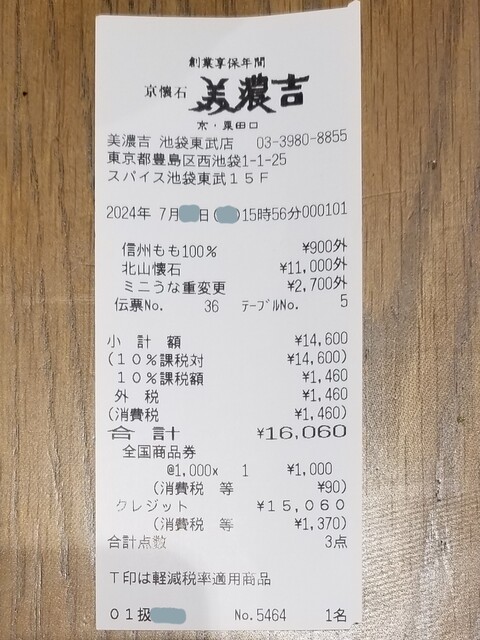 創業享保年間
京懐石 美濃吉
京・粟田口
美濃吉 池袋東武店 03-3980-8855
東京都豊島区西池袋1-1-25
スパイス池袋東武15F
2024年 7月 日( )15時56分000101
信州もも100% ¥900外
北山懐石 ¥11,000外
ミニうな重変更 ¥2,700外
伝票No. 36 テーブルNo. 5
小計額 ¥14,600
(10%課税対 ¥14,600)
10%課税額 ¥1,460
外税 ¥1,460
(消費税 ¥1,460)
合計 ¥16,060
全国商品券
@1,000x 1 ¥1,000
(消費税 等 ¥90)
クレジット ¥15,060
(消費税 等 ¥1,370)
合計点数 3点
T印は軽減税率適用商品
01扱 No.5464 1名